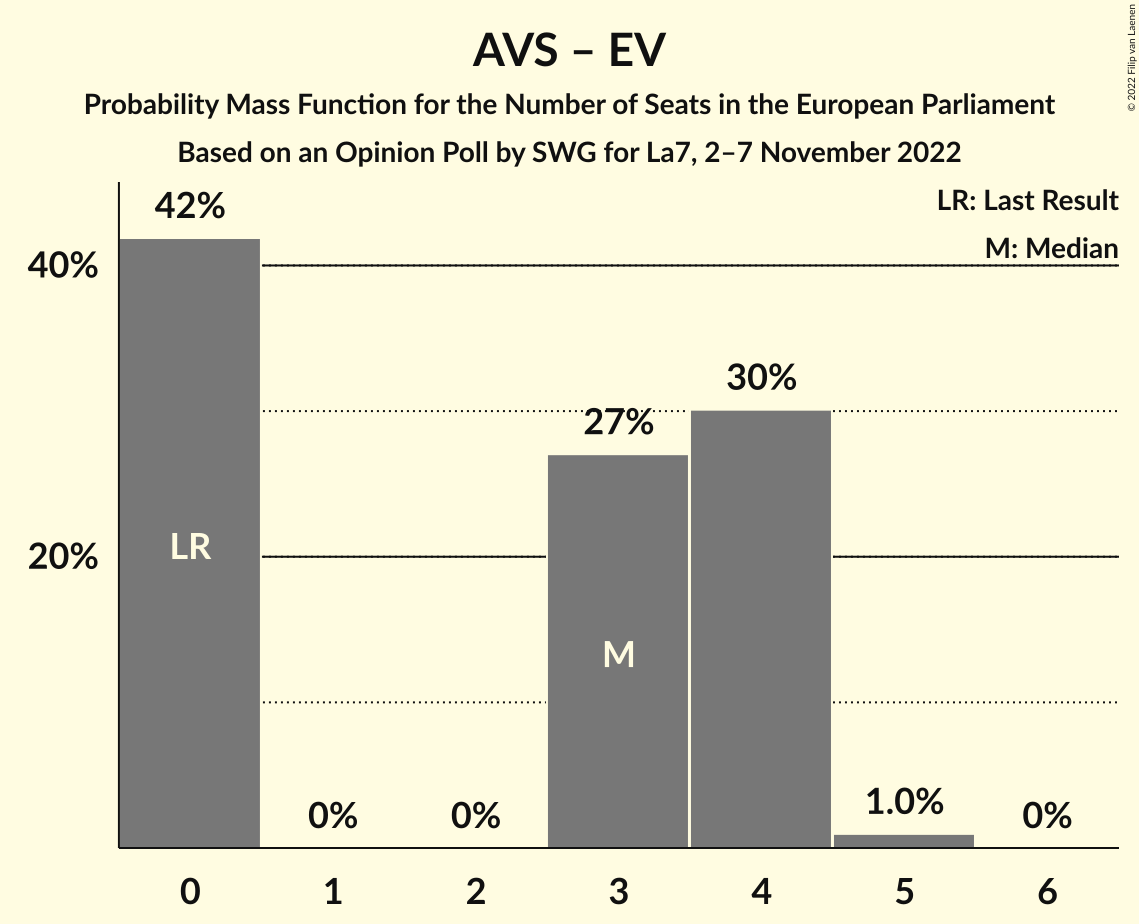 AVS – EV
Probability Mass Function for the Number of Seats in the European Parliament
Based on an Opinion Poll by SWG for La7, 2–7 November 2022
© 2022 Filip van Laenen
LR: Last Result
M: Median
42%
40%
30%
27%
LR
20%
M
0%
0%
1.0%
0%
0 1 2 3 4 5 6